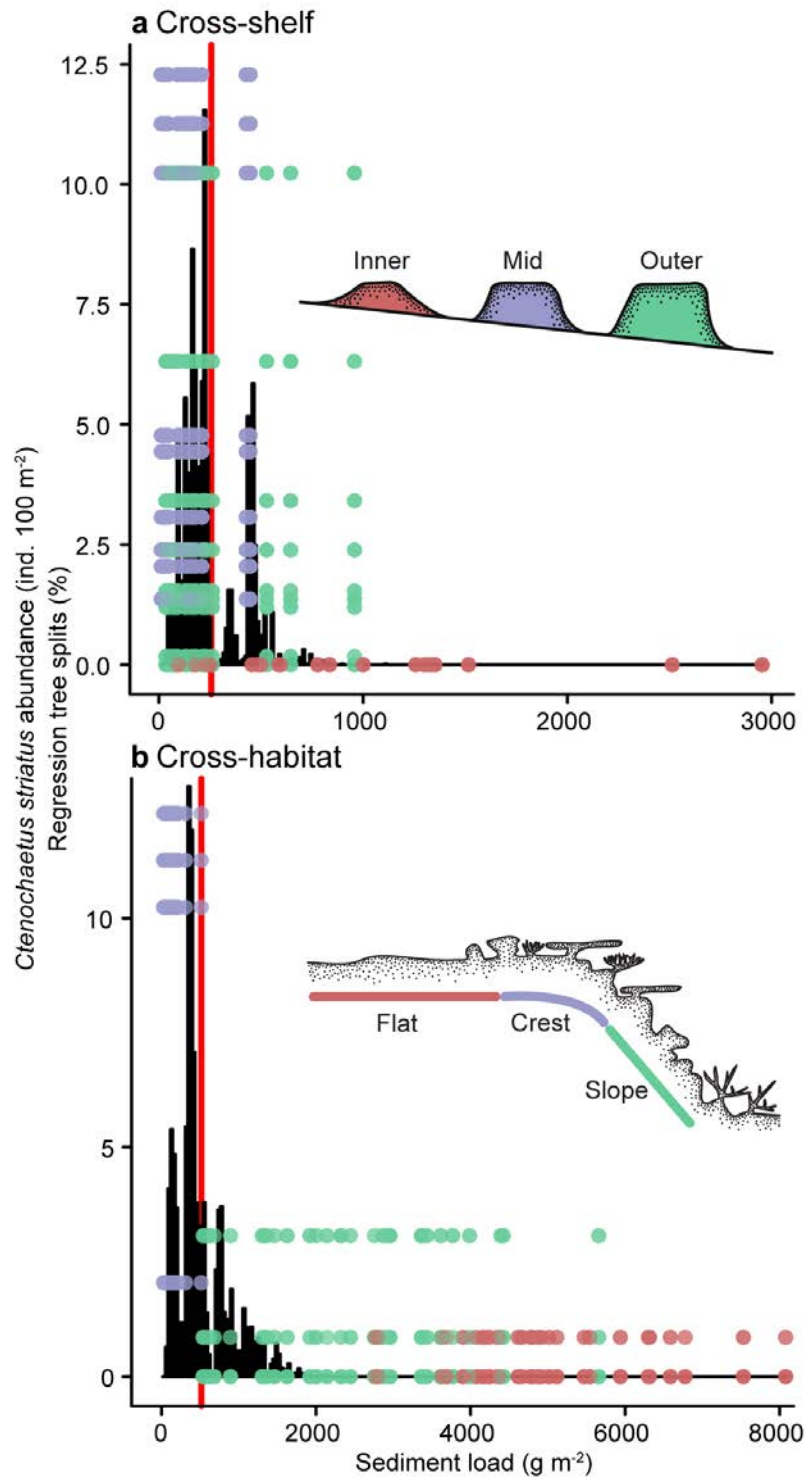 a Cross-shelf
12.5
10.0
7.5
5.0
2.5
0.0
Inner Mid Outer
0 1000 2000 3000
Ctenochaetus striatus abundance (ind. 100 m-2)
Regression tree splits (%)
b Cross-habitat
10
5
0
Flat Crest
Slope
0 2000 4000 6000 8000
Sediment load (g m-2)